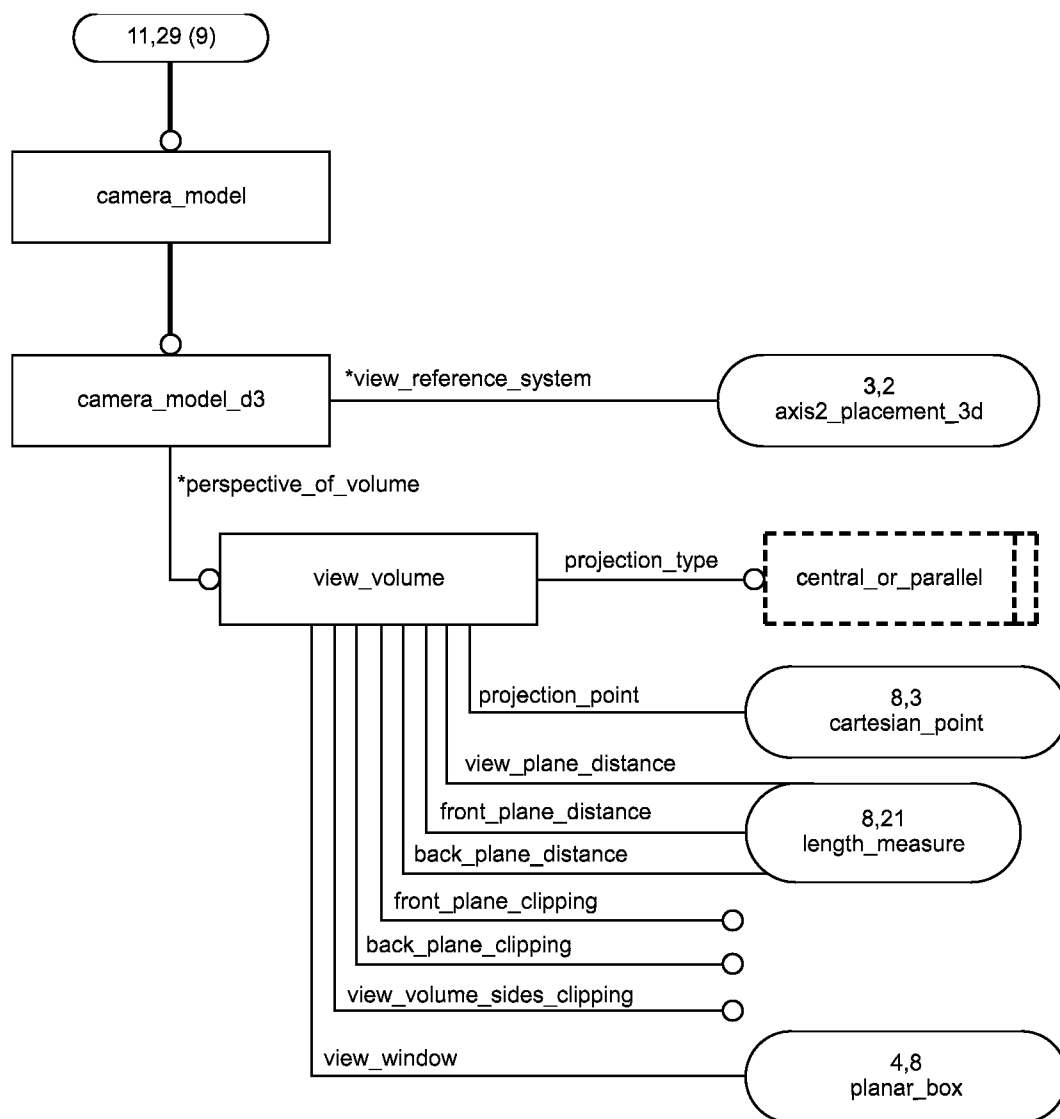 11,29 (9)
camera_model
camera_model_d3
*view_reference_system
3,2
axis2_placement_3d
*perspective_of_volume
view_volume
projection_type
central_or_parallel
projection_point
8,3
cartesian_point
view_plane_distance
front_plane_distance
8,21
length_measure
back_plane_distance
front_plane_clipping
back_plane_clipping
view_volume_sides_clipping
view_window
4,8
planar_box